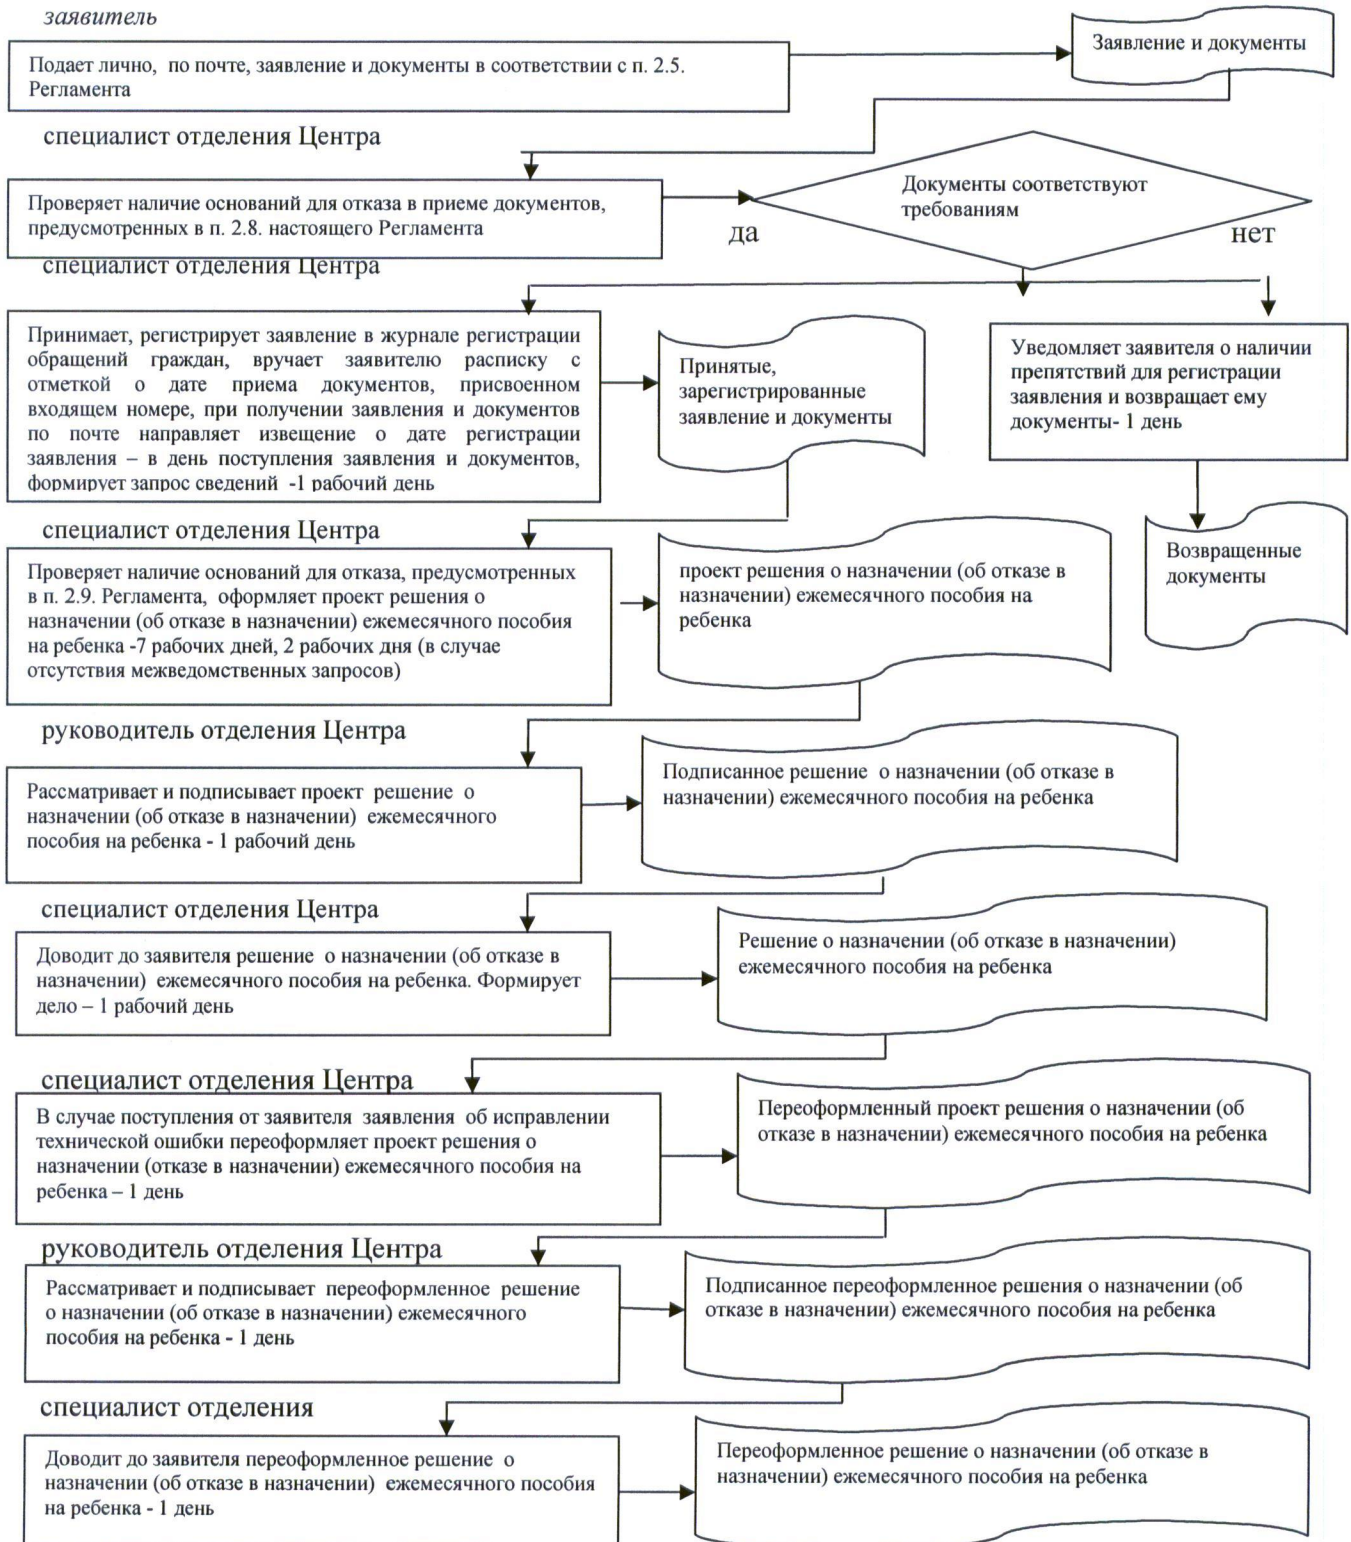 заявитель
Заявление и документы
Подает лично, по почте, заявление и документы в соответствии с п. 2.5.
Регламента
специалист отделения Центра
Документы соответствуют
требованиям
Проверяет наличие оснований для отказа в приеме документов,
предусмотренных в п. 2.8. настоящего Регламента
да
нет
специалист отделения Центра
Принимает, регистрирует заявление в журнале регистрации
обращений граждан, вручает заявителю расписку с
отметкой о дате приема документов, присвоенном
входящем номере, при получении заявления и документов
по почте направляет извещение о дате регистрации
заявления – в день поступления заявления и документов,
формирует запрос сведений -1 рабочий день
Принятые,
зарегистрированные
заявление и документы
Уведомляет заявителя о наличии
препятствий для регистрации
заявления и возвращает ему
документы- 1 день
специалист отделения Центра
Проверяет наличие оснований для отказа, предусмотренных
в п. 2.9. Регламента, оформляет проект решения о
назначении (об отказе в назначении) ежемесячного пособия
на ребенка -7 рабочих дней, 2 рабочих дня (в случае
отсутствия межведомственных запросов)
проект решения о назначении (об отказе в
назначении) ежемесячного пособия на
ребенка
Возвращенные
документы
руководитель отделения Центра
Рассматривает и подписывает проект решение о
назначении (об отказе в назначении) ежемесячного
пособия на ребенка - 1 рабочий день
Подписанное решение о назначении (об отказе в
назначении) ежемесячного пособия на ребенка
специалист отделения Центра
Доводит до заявителя решение о назначении (об отказе в
назначении) ежемесячного пособия на ребенка. Формирует
дело – 1 рабочий день
Решение о назначении (об отказе в назначении)
ежемесячного пособия на ребенка
специалист отделения Центра
В случае поступления от заявителя заявления об исправлении
технической ошибки переоформляет проект решения о
назначении (отказе в назначении) ежемесячного пособия на
ребенка – 1 день
Переоформленный проект решения о назначении (об
отказе в назначении) ежемесячного пособия на ребенка
руководитель отделения Центра
Рассматривает и подписывает переоформленное решение
о назначении (об отказе в назначении) ежемесячного
пособия на ребенка - 1 день
Подписанное переоформленное решения о назначении (об
отказе в назначении) ежемесячного пособия на ребенка
специалист отделения
Доводит до заявителя переоформленное решение о
назначении (об отказе в назначении) ежемесячного пособия
на ребенка - 1 день
Переоформленное решение о назначении (об отказе в
назначении) ежемесячного пособия на ребенка